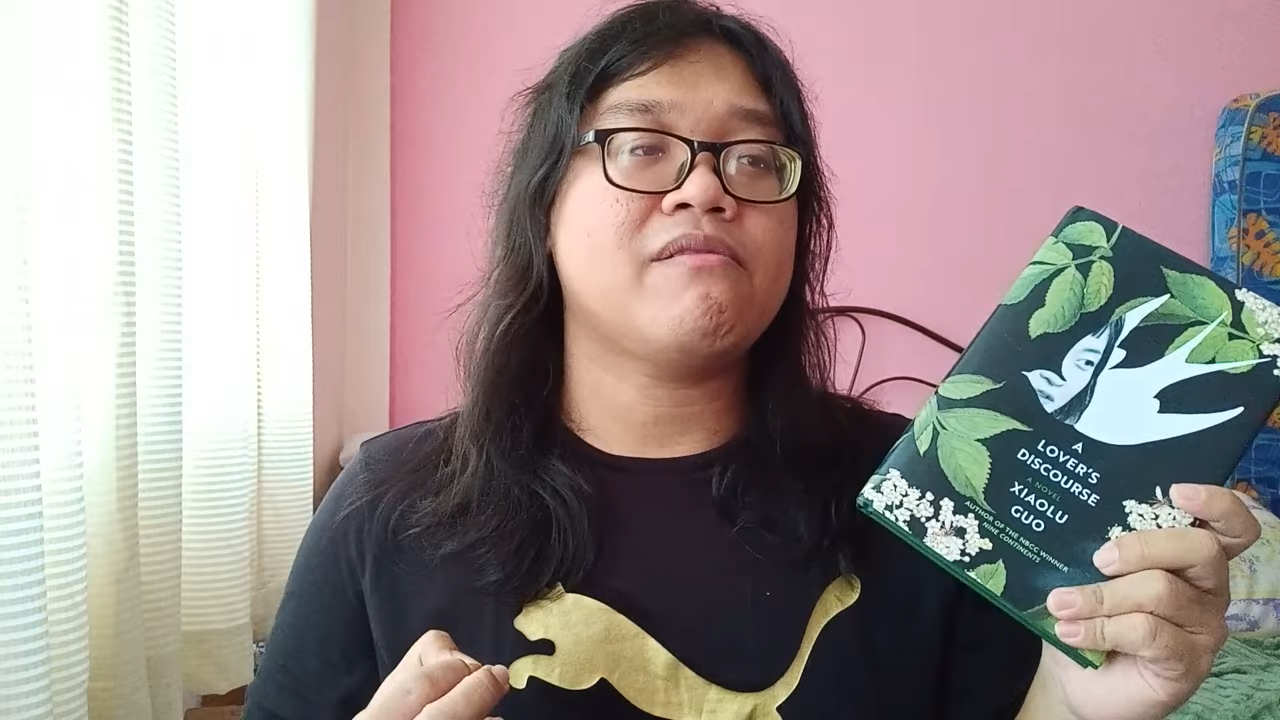 A
LOVER'S
DISCOURSE
A NOVEL
XIAOLU
GUO
AUTHOR OF THE NBCC WINNER
NINE CONTINENTS